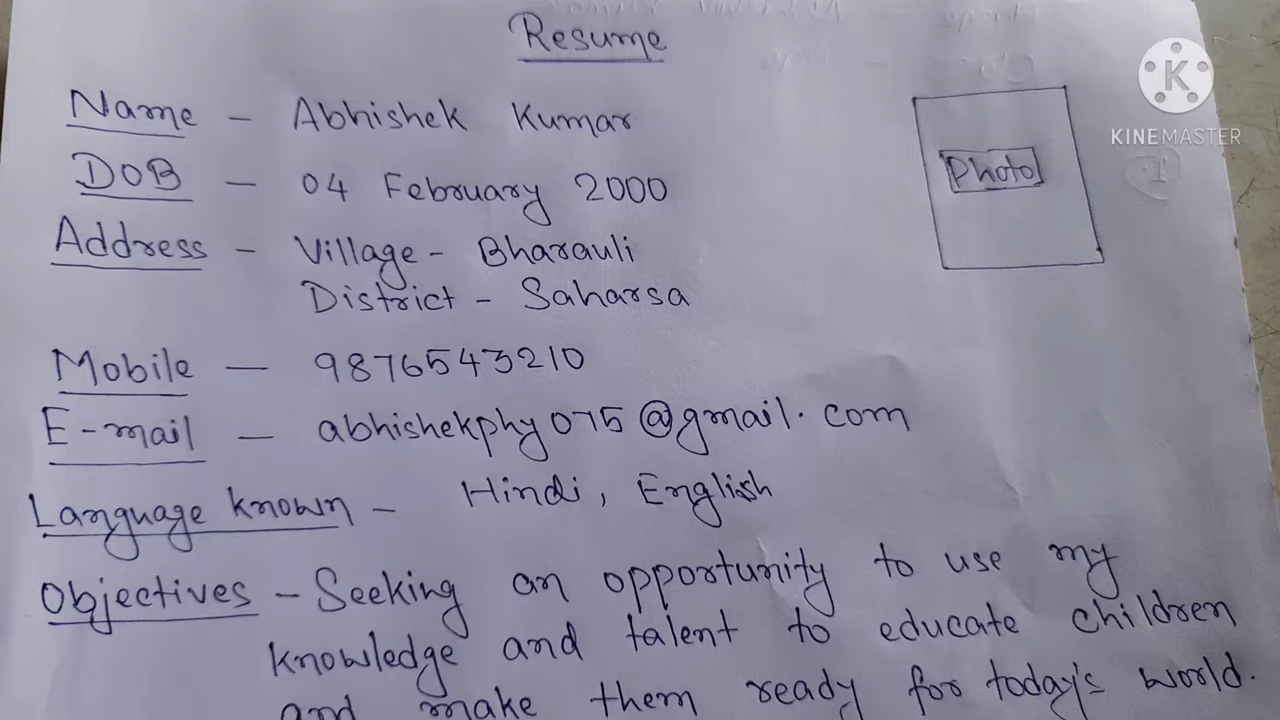 Resume
Name - Abhishek Kumar
DOB - 04 February 2000
Address - Village - Bharauli
District - Saharsa
Photo
Mobile - 9876543210
E-mail - abhishekphy075@gmail.com
Language known - Hindi, English
Objectives - Seeking an opportunity to use my
knowledge and talent to educate children
and make them ready for today's world.
KINEMASTER